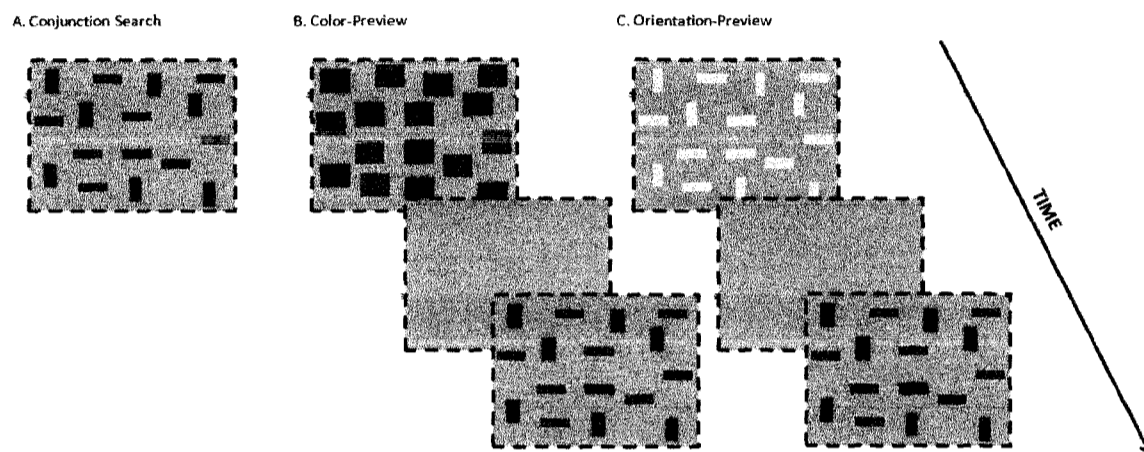 A. Conjunction Search
B. Color-Preview
C. Orientation-Preview
TIME